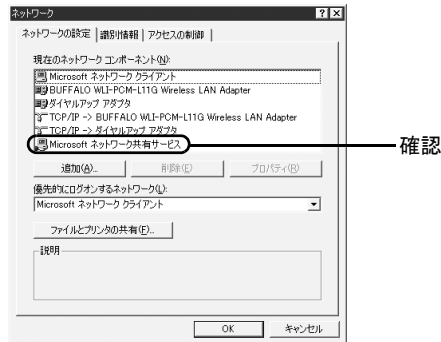 ネットワーク
ネットワークの設定 識別情報 アクセスの制御
現在のネットワーク コンポーネント(N):
Microsoft ネットワーク クライアント
BUFFALO WLI-PCM-L11G Wireless LAN Adapter
ダイヤルアップ アダプタ
TCP/IP -> BUFFALO WLI-PCM-L11G Wireless LAN Adapter
TCP/IP -> ダイヤルアップ アダプタ
Microsoft ネットワーク共有サービス
確認
追加(A)... 削除(E) プロパティ(R)
優先的にログオンするネットワーク(L):
Microsoft ネットワーク クライアント
ファイルとプリンタの共有(F)...
説明
OK キャンセル